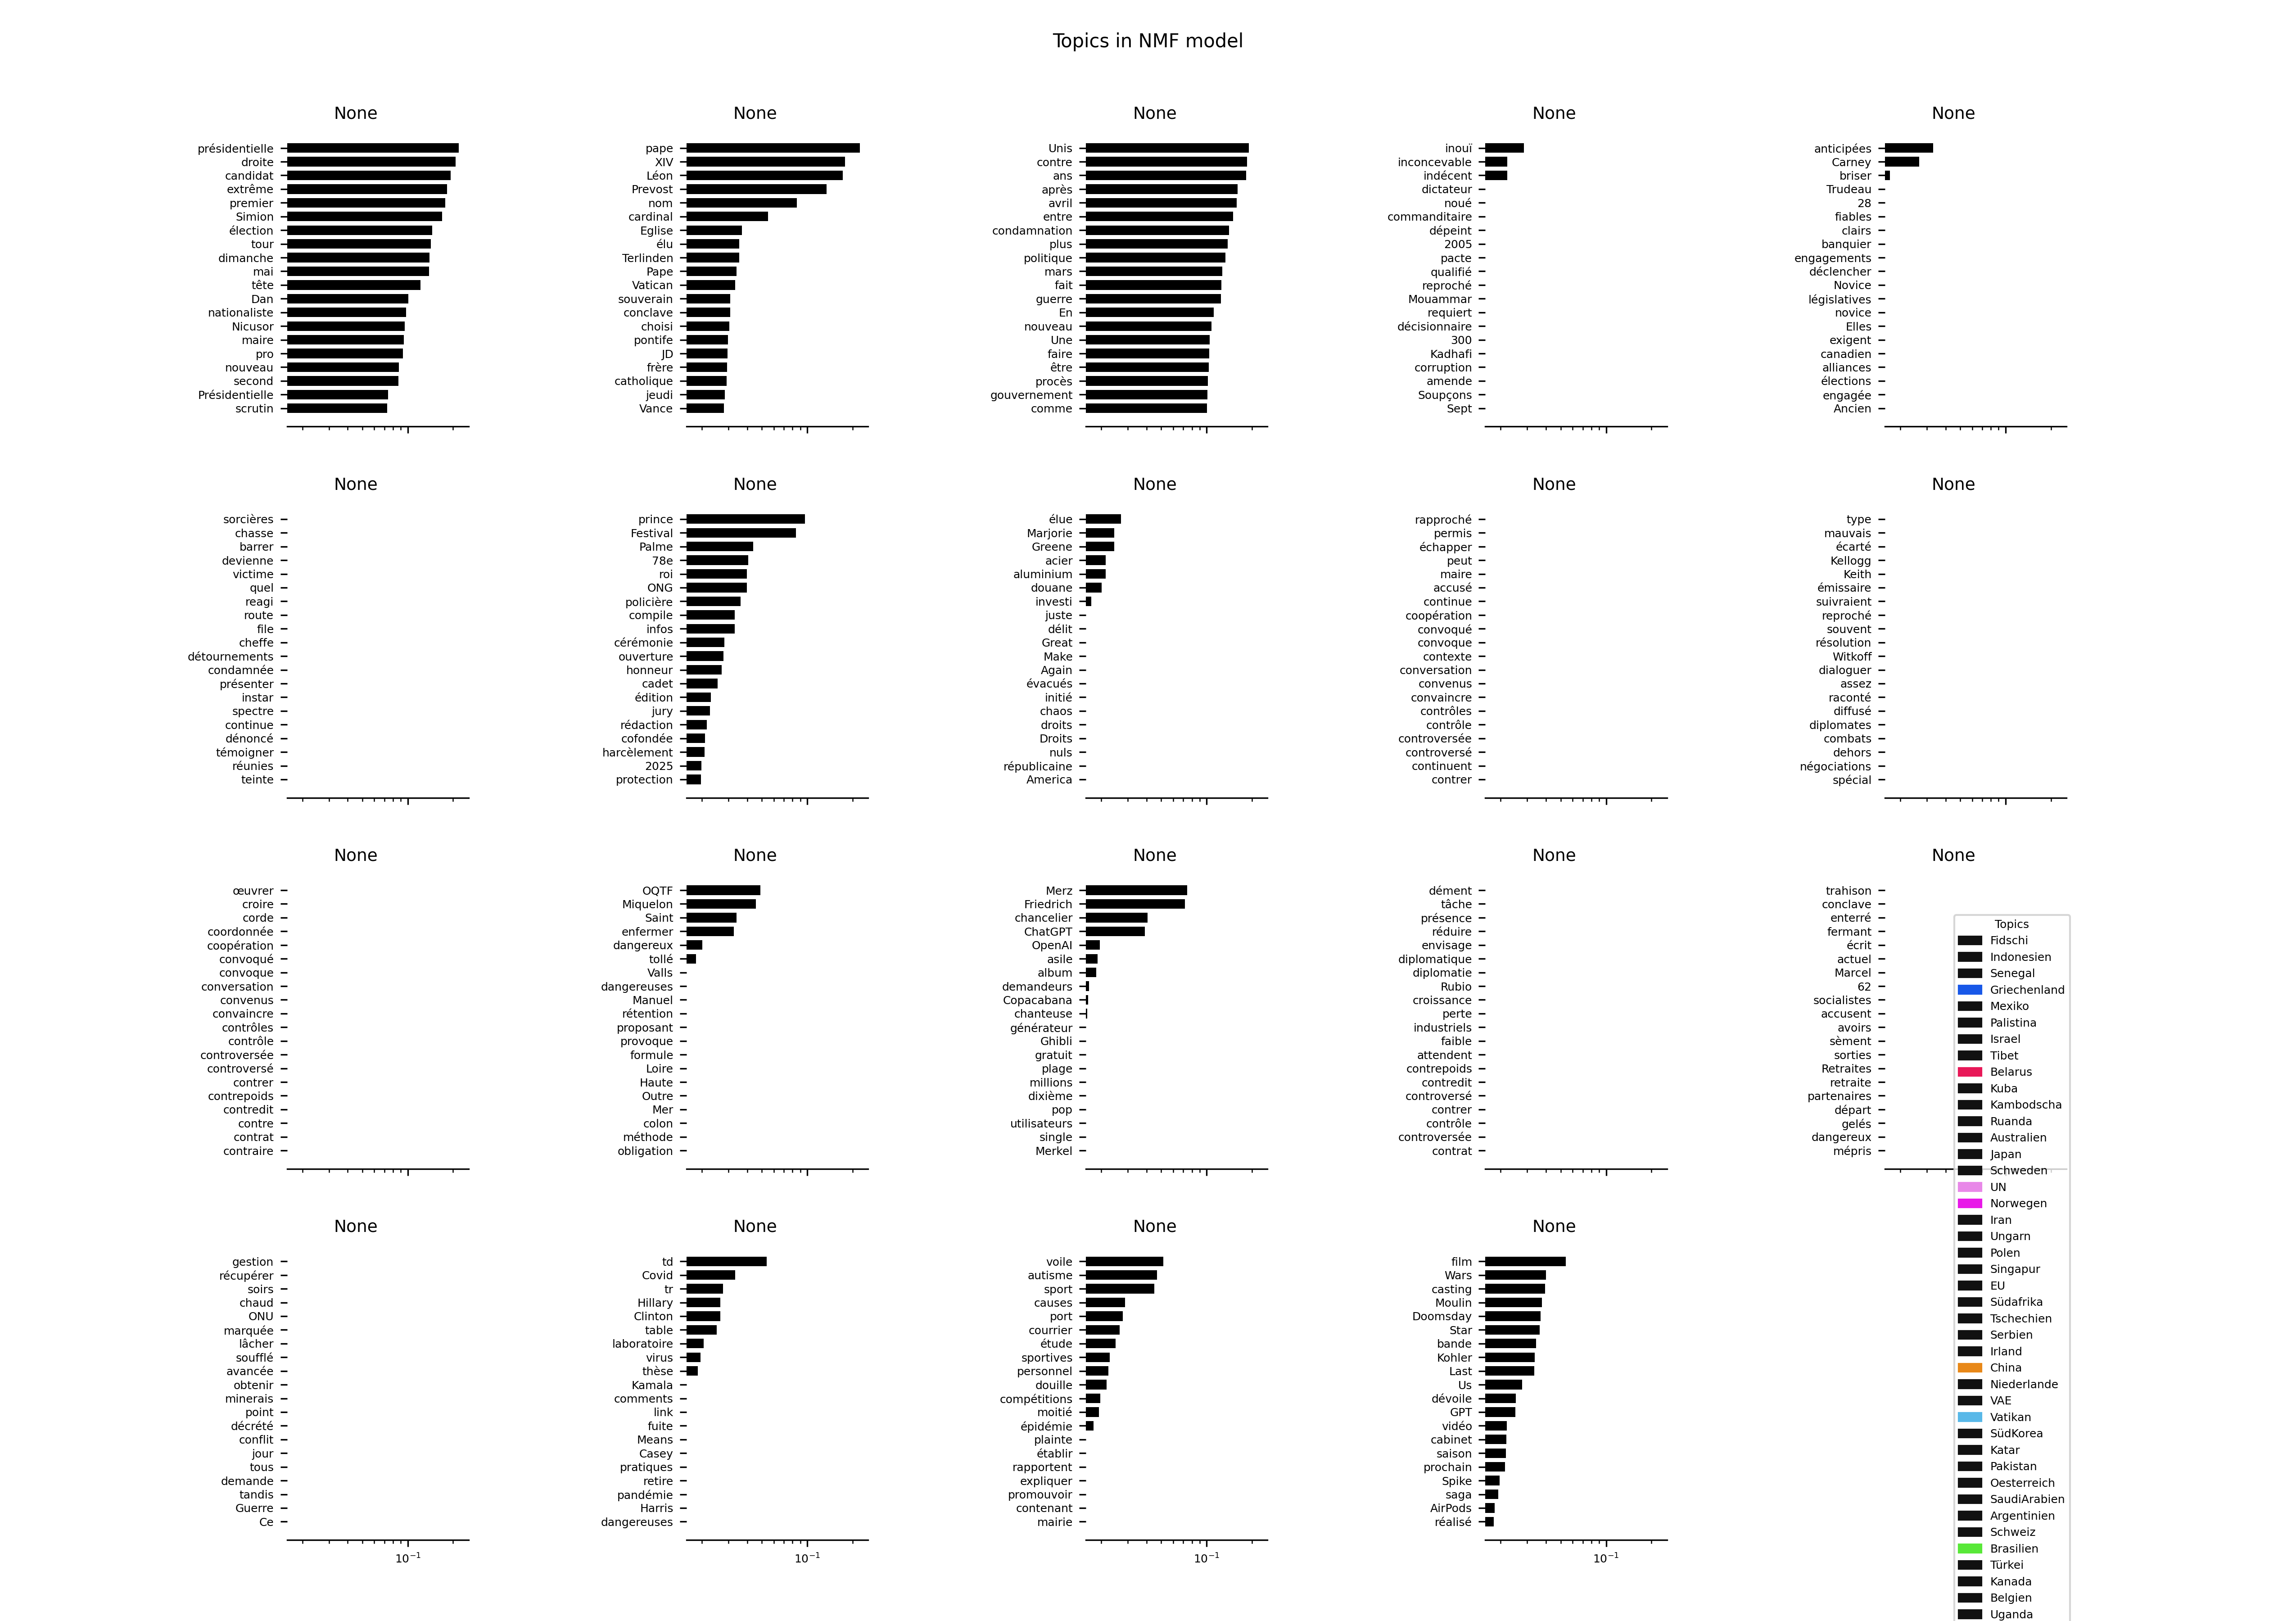 Topics in NMF model
None
présidentielle
droite
candidat
extrême
premier
Simion
élection
tour
dimanche
mai
tête
Dan
nationaliste
Nicusor
maire
pro
nouveau
second
Présidentielle
scrutin
None
pape
XIV
Léon
Prevost
nom
cardinal
Eglise
élu
Terlinden
Pape
Vatican
souverain
conclave
choisi
pontife
JD
frère
catholique
jeudi
Vance
None
Unis
contre
ans
après
avril
entre
condamnation
plus
politique
mars
fait
guerre
En
nouveau
Une
faire
être
procès
gouvernement
comme
None
inouï
inconcevable
indécent
dictateur
noué
commanditaire
dépeint
2005
pacte
qualifié
reproché
Mouammar
requiert
décisionnaire
300
Kadhafi
corruption
amende
Soupçons
Sept
None
anticipées
Carney
briser
Trudeau
28
fiables
clairs
banquier
engagements
déclencher
Novice
législatives
novice
Elles
exigent
canadien
alliances
élections
engagée
Ancien
None
sorcières
chasse
barrer
devienne
victime
quel
reagi
route
file
cheffe
détournements
condamnée
présenter
instar
spectre
continue
dénoncé
témoigner
réunies
teinte
None
prince
Festival
Palme
78e
roi
ONG
policière
compile
infos
cérémonie
ouverture
honneur
cadet
édition
jury
rédaction
cofondée
harcèlement
2025
protection
None
élue
Marjorie
Greene
acier
aluminium
douane
investi
juste
délit
Great
Make
Again
évacués
initié
chaos
droits
Droits
nuls
républicaine
America
None
rapproché
permis
échapper
peut
maire
accusé
continue
coopération
convoqué
convoque
contexte
conversation
convenus
convaincre
contrôles
contrôle
controversée
controversé
continuent
contrer
None
type
mauvais
écarté
Kellogg
Keith
émissaire
suivraient
reproché
souvent
résolution
Witkoff
dialoguer
assez
raconté
diffusé
diplomates
combats
dehors
négociations
spécial
None
œuvrer
croire
corde
coordonnée
coopération
convoqué
convoque
conversation
convenus
convaincre
contrôles
contrôle
controversée
controversé
contrer
contrepoids
contredit
contre
contrat
contraire
None
OQTF
Miquelon
Saint
enfermer
dangereux
tollé
Valls
dangereuses
Manuel
rétention
proposant
provoque
formule
Loire
Haute
Outre
Mer
colon
méthode
obligation
None
Merz
Friedrich
chancelier
ChatGPT
OpenAI
asile
album
demandeurs
Copacabana
chanteuse
générateur
Ghibli
gratuit
plage
millions
dixième
pop
utilisateurs
single
Merkel
None
dément
tâche
présence
réduire
envisage
diplomatique
diplomatie
Rubio
croissance
perte
industriels
faible
attendent
contrepoids
contredit
controversé
contrer
contrôle
controversée
contrat
None
trahison
conclave
enterré
fermant
écrit
actuel
Marcel
62
socialistes
accusent
avoirs
sèment
sorties
Retraites
retraite
partenaires
départ
gelés
dangereux
mépris
None
gestion
récupérer
soirs
chaud
ONU
marquée
lâcher
soufflé
avancée
obtenir
minerais
point
décrété
conflit
jour
tous
demande
tandis
Guerre
Ce
10⁻¹
None
td
Covid
tr
Hillary
Clinton
table
laboratoire
virus
thèse
Kamala
comments
link
fuite
Means
Casey
pratiques
retire
pandémie
Harris
dangereuses
10⁻¹
None
voile
autisme
sport
causes
port
courrier
étude
sportives
personnel
douille
compétitions
moitié
épidémie
plainte
établir
rapportent
expliquer
promouvoir
contenant
mairie
10⁻¹
None
film
Wars
casting
Moulin
Doomsday
Star
bande
Kohler
Last
Us
dévoile
GPT
vidéo
cabinet
saison
prochain
Spike
saga
AirPods
réalisé
10⁻¹
Topics
Fidschi
Indonesien
Senegal
Griechenland
Mexiko
Palistina
Israel
Tibet
Belarus
Kuba
Kambodscha
Ruanda
Australien
Japan
Schweden
UN
Norwegen
Iran
Ungarn
Polen
Singapur
EU
Südafrika
Tschechien
Serbien
Irland
China
Niederlande
VAE
Vatikan
SüdKorea
Katar
Pakistan
Oesterreich
SaudiArabien
Argentinien
Schweiz
Brasilien
Türkei
Kanada
Belgien
Uganda